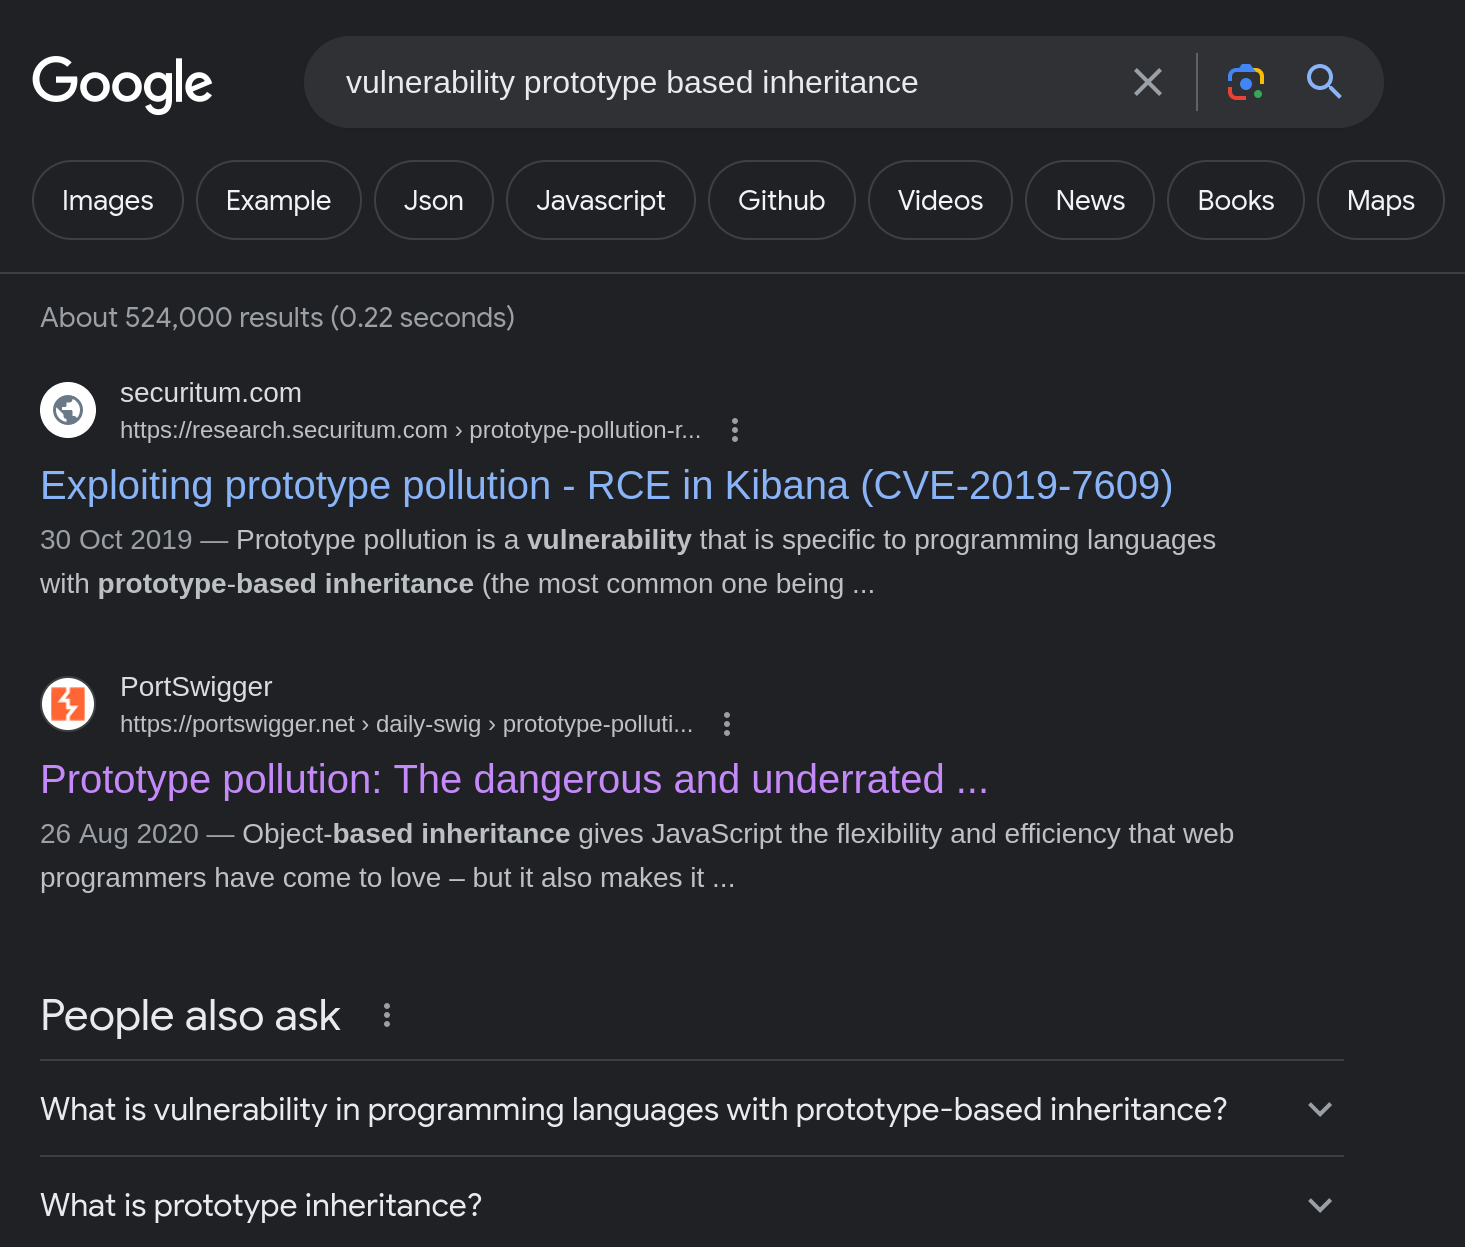 Google
vulnerability prototype based inheritance
Images Example Json Javascript Github Videos News Books Maps
About 524,000 results (0.22 seconds)
securitum.com
https://research.securitum.com › prototype-pollution-r...
Exploiting prototype pollution - RCE in Kibana (CVE-2019-7609)
30 Oct 2019 — Prototype pollution is a vulnerability that is specific to programming languages
with prototype-based inheritance (the most common one being ...
PortSwigger
https://portswigger.net › daily-swig › prototype-polluti...
Prototype pollution: The dangerous and underrated ...
26 Aug 2020 — Object-based inheritance gives JavaScript the flexibility and efficiency that web
programmers have come to love – but it also makes it ...
People also ask
What is vulnerability in programming languages with prototype-based inheritance?
What is prototype inheritance?